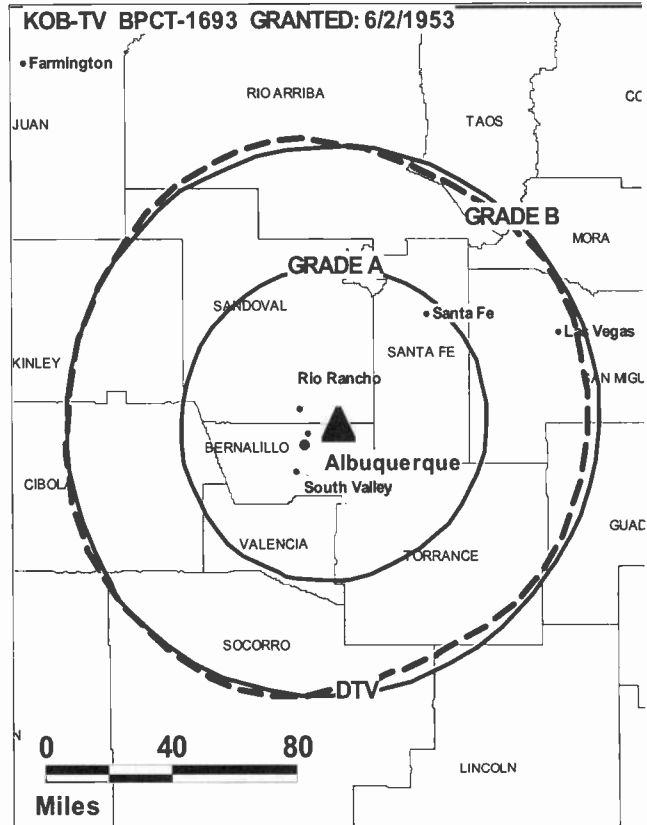 KOB-TV BPCT-1693 GRANTED: 6/2/1953
Farmington
RIO ARRIBA
CO
JUAN
TAOS
GRADE B
MORA
GRADE A
SANDOVAL
Santa Fe
Las Vegas
SANTA FE
KINLEY
Rio Rancho
SAN MIGU
BERNALILLO
Albuquerque
CIBOLA
South Valley
GUAD
VALENCIA
TORRANCE
SOCORRO
DTV
0 40 80
LINCOLN
Miles